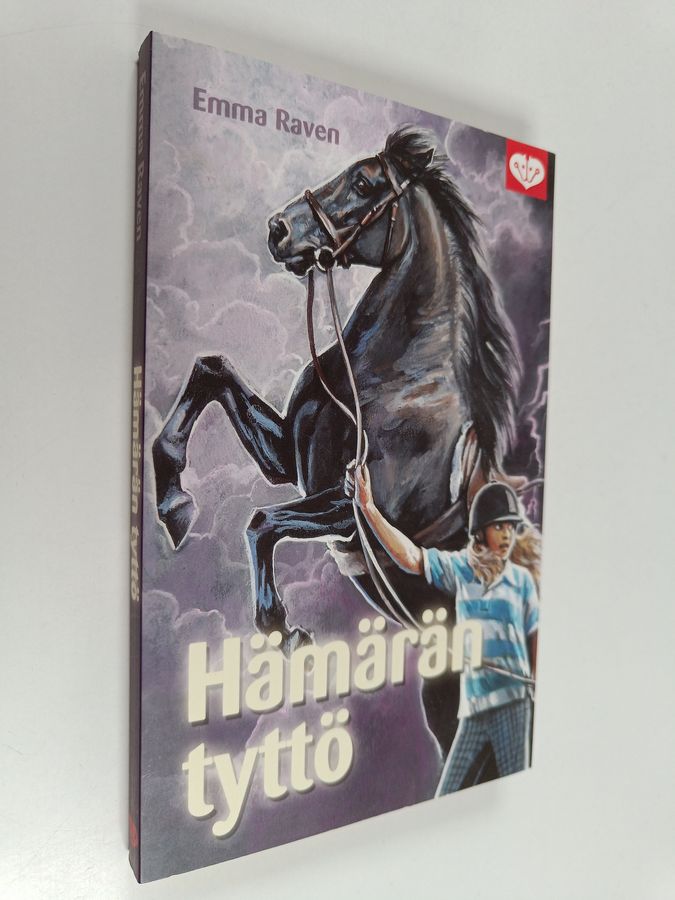 Emma Raven
Hämärän
tyttö
Emma Raven
Hämärän tyttö